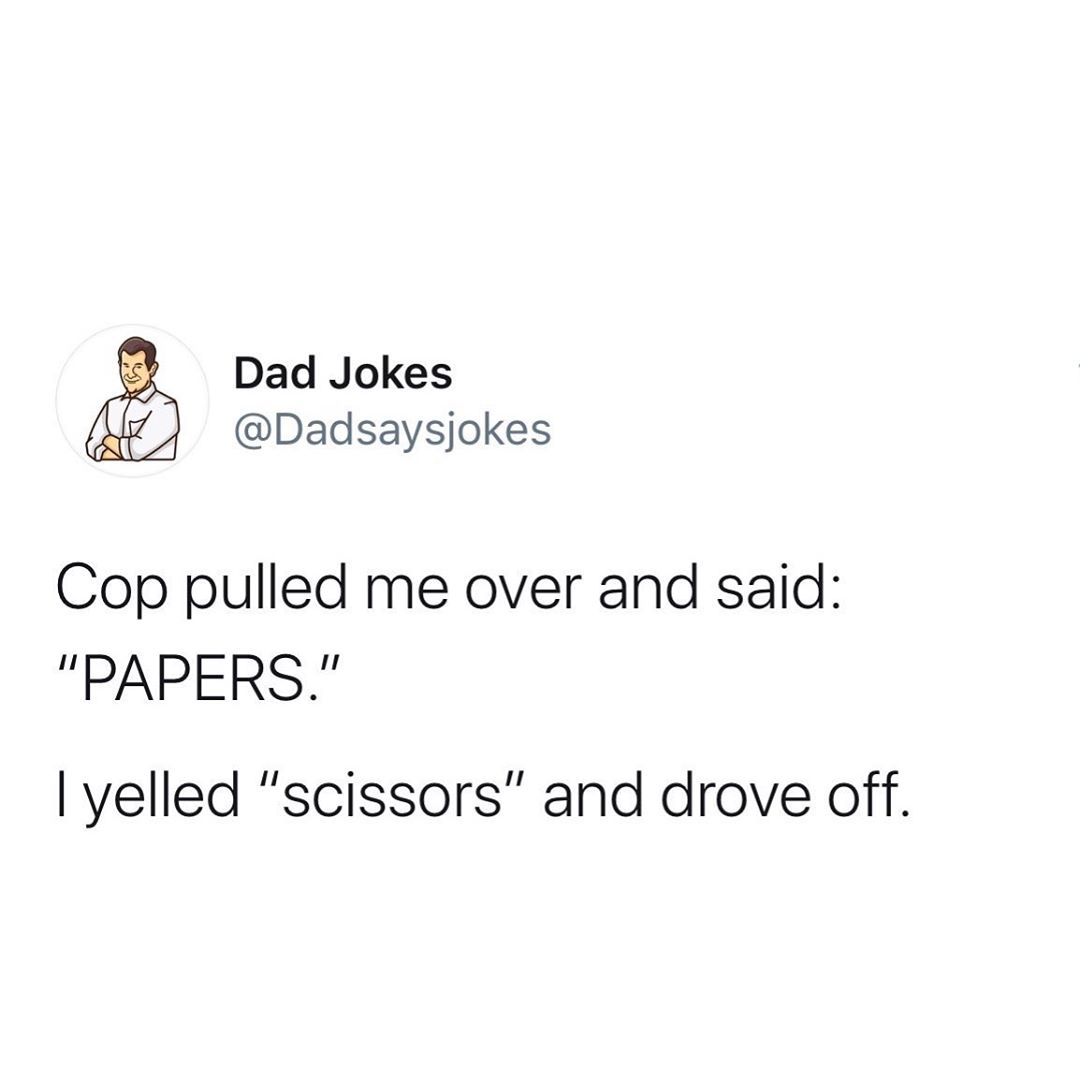 Dad Jokes
@Dadsaysjokes
Cop pulled me over and said:
“PAPERS.”
I yelled “scissors” and drove off.